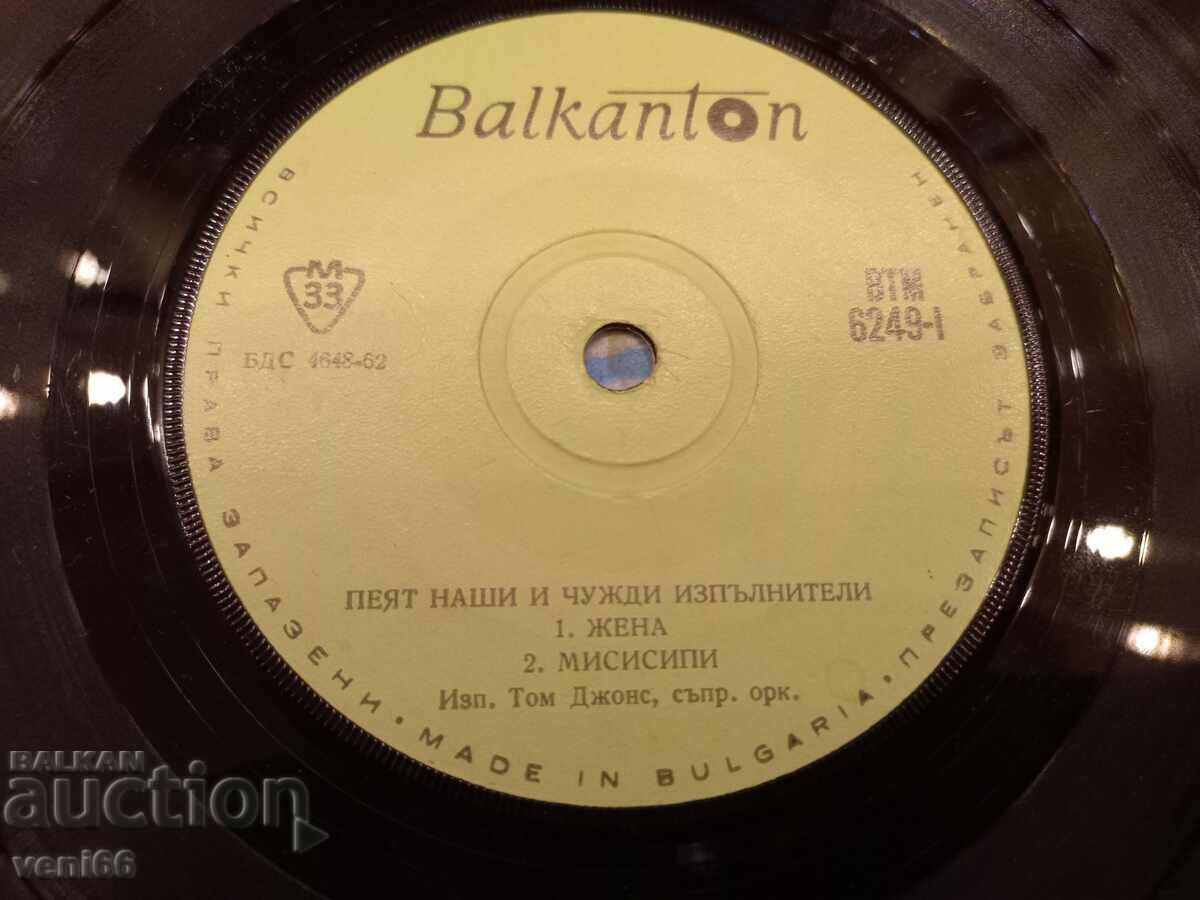 Balkanton
ВСИЧКИ ПРАВА ЗАПАЗЕНИ · MADE IN BULGARIA · ПРЕЗАПИСЪТ ЗАБРАНЕН
М
33
БДС 4648-62
ВТМ
6249-I
ПЕЯТ НАШИ И ЧУЖДИ ИЗПЪЛНИТЕЛИ
1. ЖЕНА
2. МИСИСИПИ
Изп. Том Джонс, съпр. орк.
BALKAN
auction
veni66